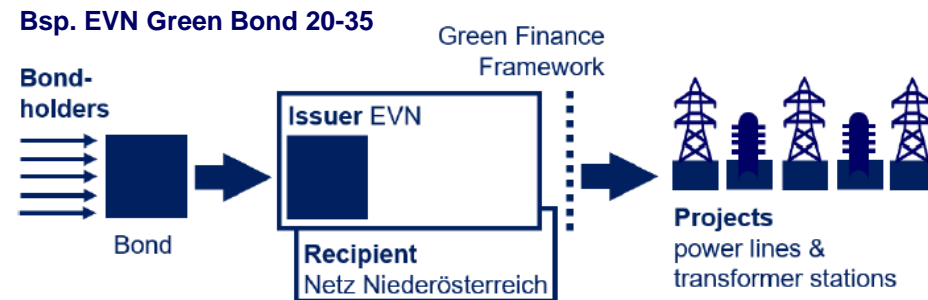 Bsp. EVN Green Bond 20-35
Green Finance
Framework
Bond-
holders
Bond
Issuer EVN
Recipient
Netz Niederösterreich
Projects
power lines &
transformer stations